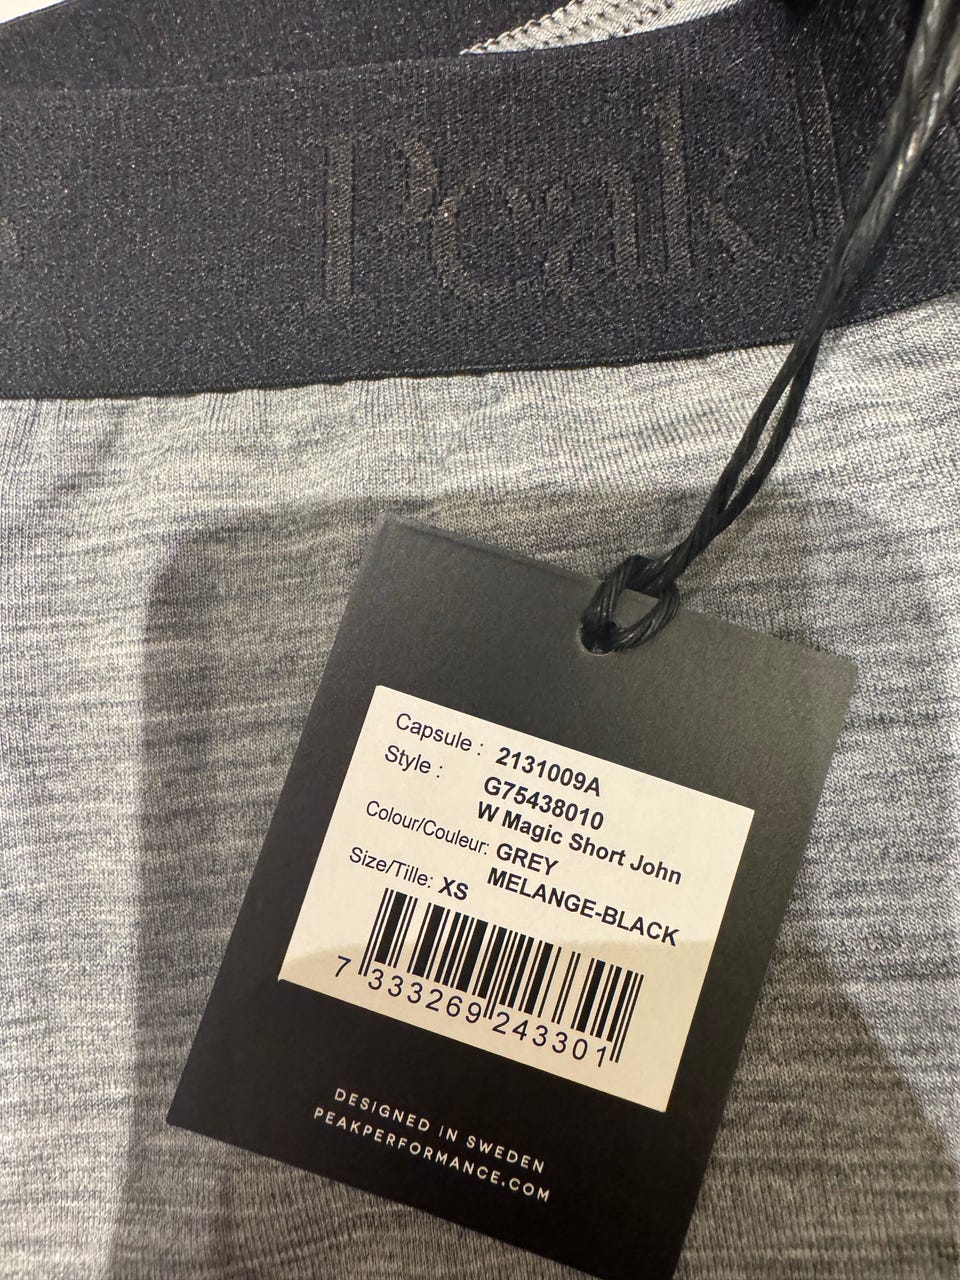 Peak
Capsule : 2131009A
Style : G75438010
W Magic Short John
Colour/Couleur: GREY
MELANGE-BLACK
Size/Tille: XS
7 333269 243301
DESIGNED IN SWEDEN
PEAKPERFORMANCE.COM